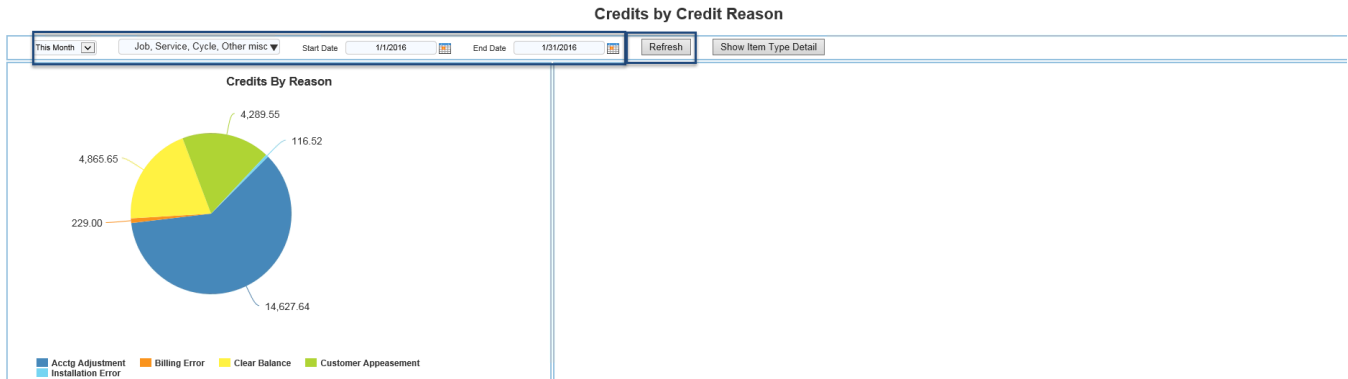 Credits by Credit Reason
This Month Job, Service, Cycle, Other misc Start Date 1/1/2016 End Date 1/31/2016 Refresh Show Item Type Detail
Credits By Reason
4,289.55
116.52
4,865.65
229.00
14,627.64
Acctg Adjustment Billing Error Clear Balance Customer Appeasement
Installation Error